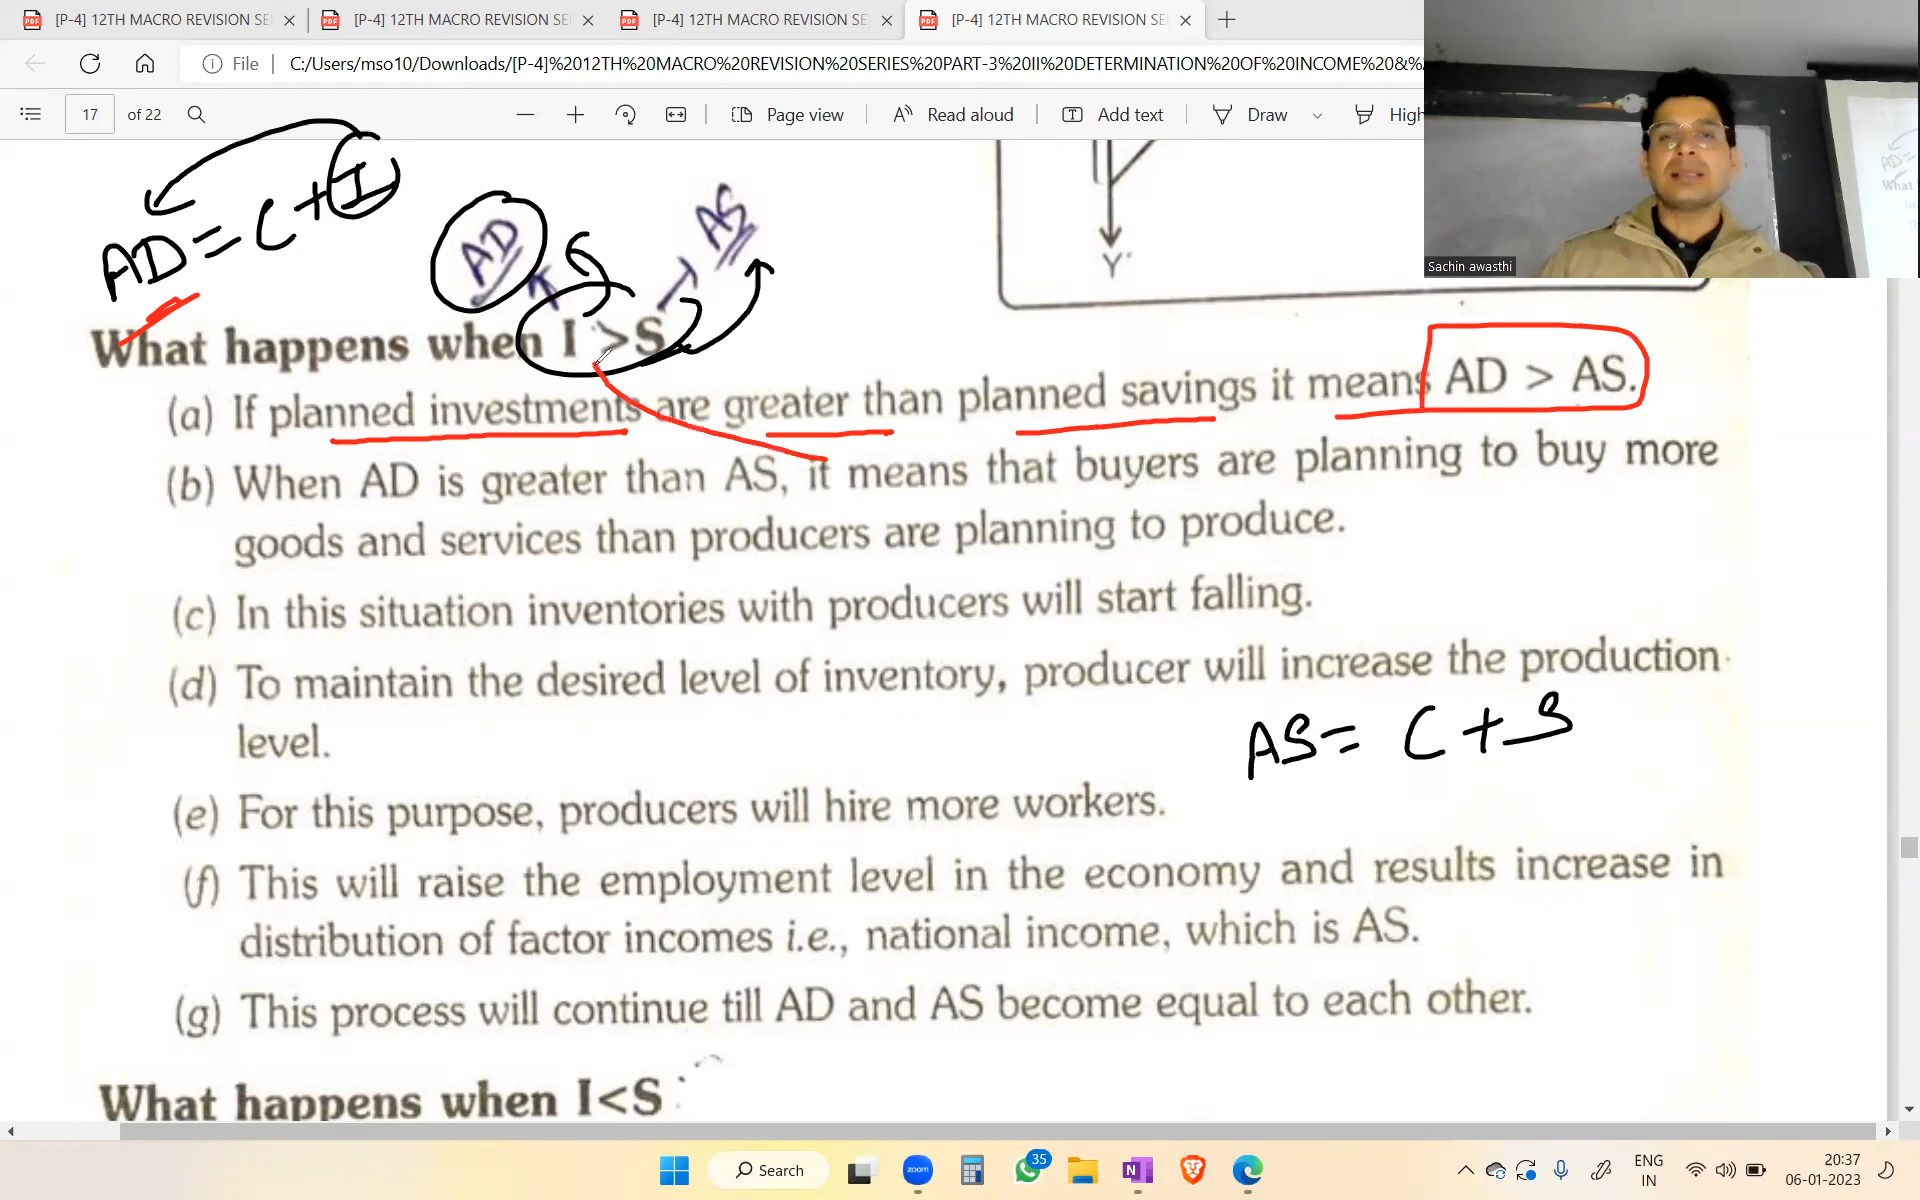 [P-4] 12TH MACRO REVISION SE
[P-4] 12TH MACRO REVISION SE
[P-4] 12TH MACRO REVISION SE
[P-4] 12TH MACRO REVISION SE
File
C:/Users/mso10/Downloads/[P-4]%2012TH%20MACRO%20REVISION%20SERIES%20PART-3%20II%20DETERMINATION%20OF%20INCOME%20&%
17 of 22
Page view
Read aloud
Add text
Draw
High
Sachin awasthi
AD = C + I
AD
AS
Y'
What happens when I > S
(a) If planned investments are greater than planned savings it means AD > AS.
(b) When AD is greater than AS, it means that buyers are planning to buy more
goods and services than producers are planning to produce.
(c) In this situation inventories with producers will start falling.
(d) To maintain the desired level of inventory, producer will increase the production
level.
AS = C + S
(e) For this purpose, producers will hire more workers.
(f) This will raise the employment level in the economy and results increase in
distribution of factor incomes i.e., national income, which is AS.
(g) This process will continue till AD and AS become equal to each other.
What happens when I<S
Search
zoom
35
N
ENG
IN
20:37
06-01-2023